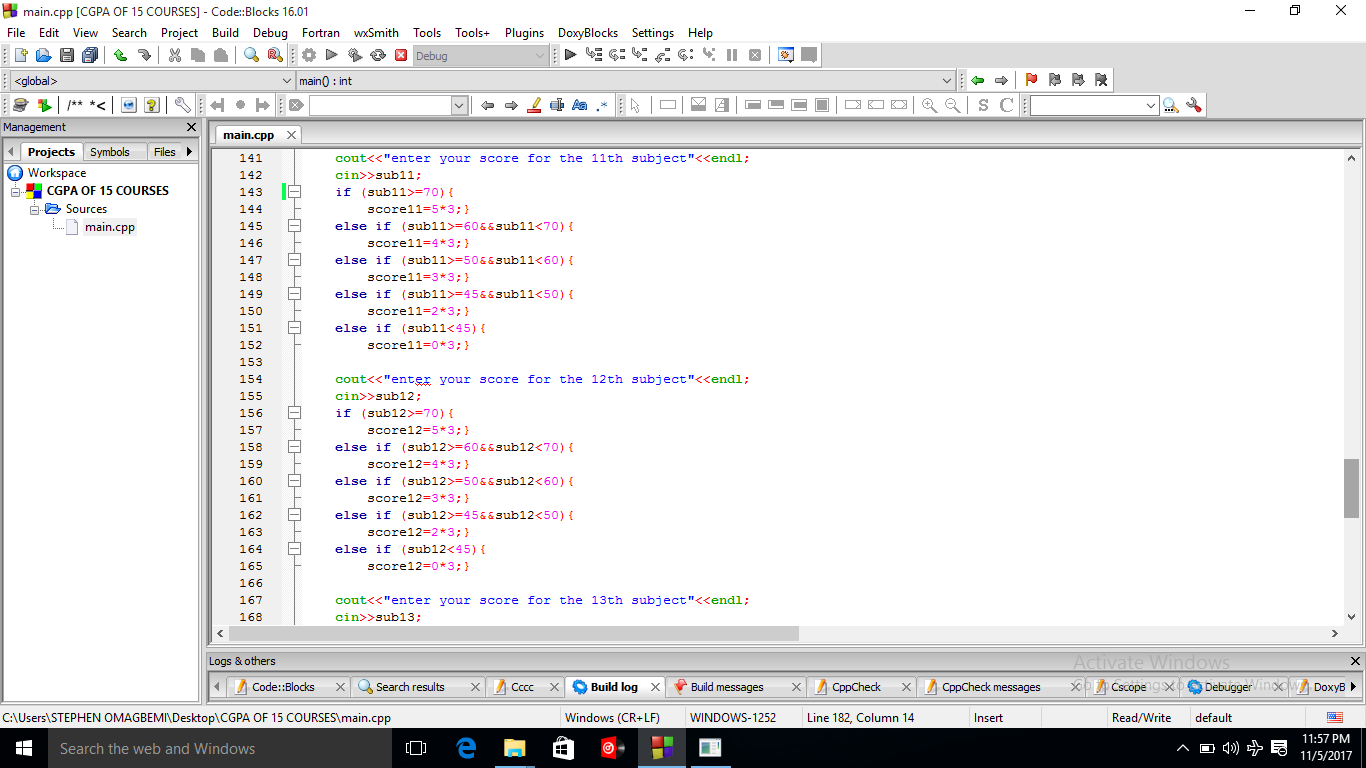 main.cpp [CGPA OF 15 COURSES] - Code::Blocks 16.01
File Edit View Search Project Build Debug Fortran wxSmith Tools Tools+ Plugins DoxyBlocks Settings Help
Debug
<global> main() : int
/** *< Aa .* S C
Management
main.cpp
Projects Symbols Files
Workspace
CGPA OF 15 COURSES
Sources
main.cpp
141 cout<<"enter your score for the 11th subject"<<endl;
142 cin>>sub11;
143 if (sub11>=70){
144 score11=5*3;}
145 else if (sub11>=60&&sub11<70){
146 score11=4*3;}
147 else if (sub11>=50&&sub11<60){
148 score11=3*3;}
149 else if (sub11>=45&&sub11<50){
150 score11=2*3;}
151 else if (sub11<45){
152 score11=0*3;}
153
154 cout<<"enter your score for the 12th subject"<<endl;
155 cin>>sub12;
156 if (sub12>=70){
157 score12=5*3;}
158 else if (sub12>=60&&sub12<70){
159 score12=4*3;}
160 else if (sub12>=50&&sub12<60){
161 score12=3*3;}
162 else if (sub12>=45&&sub12<50){
163 score12=2*3;}
164 else if (sub12<45){
165 score12=0*3;}
166
167 cout<<"enter your score for the 13th subject"<<endl;
168 cin>>sub13;
Logs & others
Activate Windows
Go to Settings to activate Windows.
Code::Blocks Search results Cccc Build log Build messages CppCheck CppCheck messages Cscope Debugger DoxyB
C:\Users\STEPHEN OMAGBEMI\Desktop\CGPA OF 15 COURSES\main.cpp Windows (CR+LF) WINDOWS-1252 Line 182, Column 14 Insert Read/Write default
Search the web and Windows
11:57 PM
11/5/2017